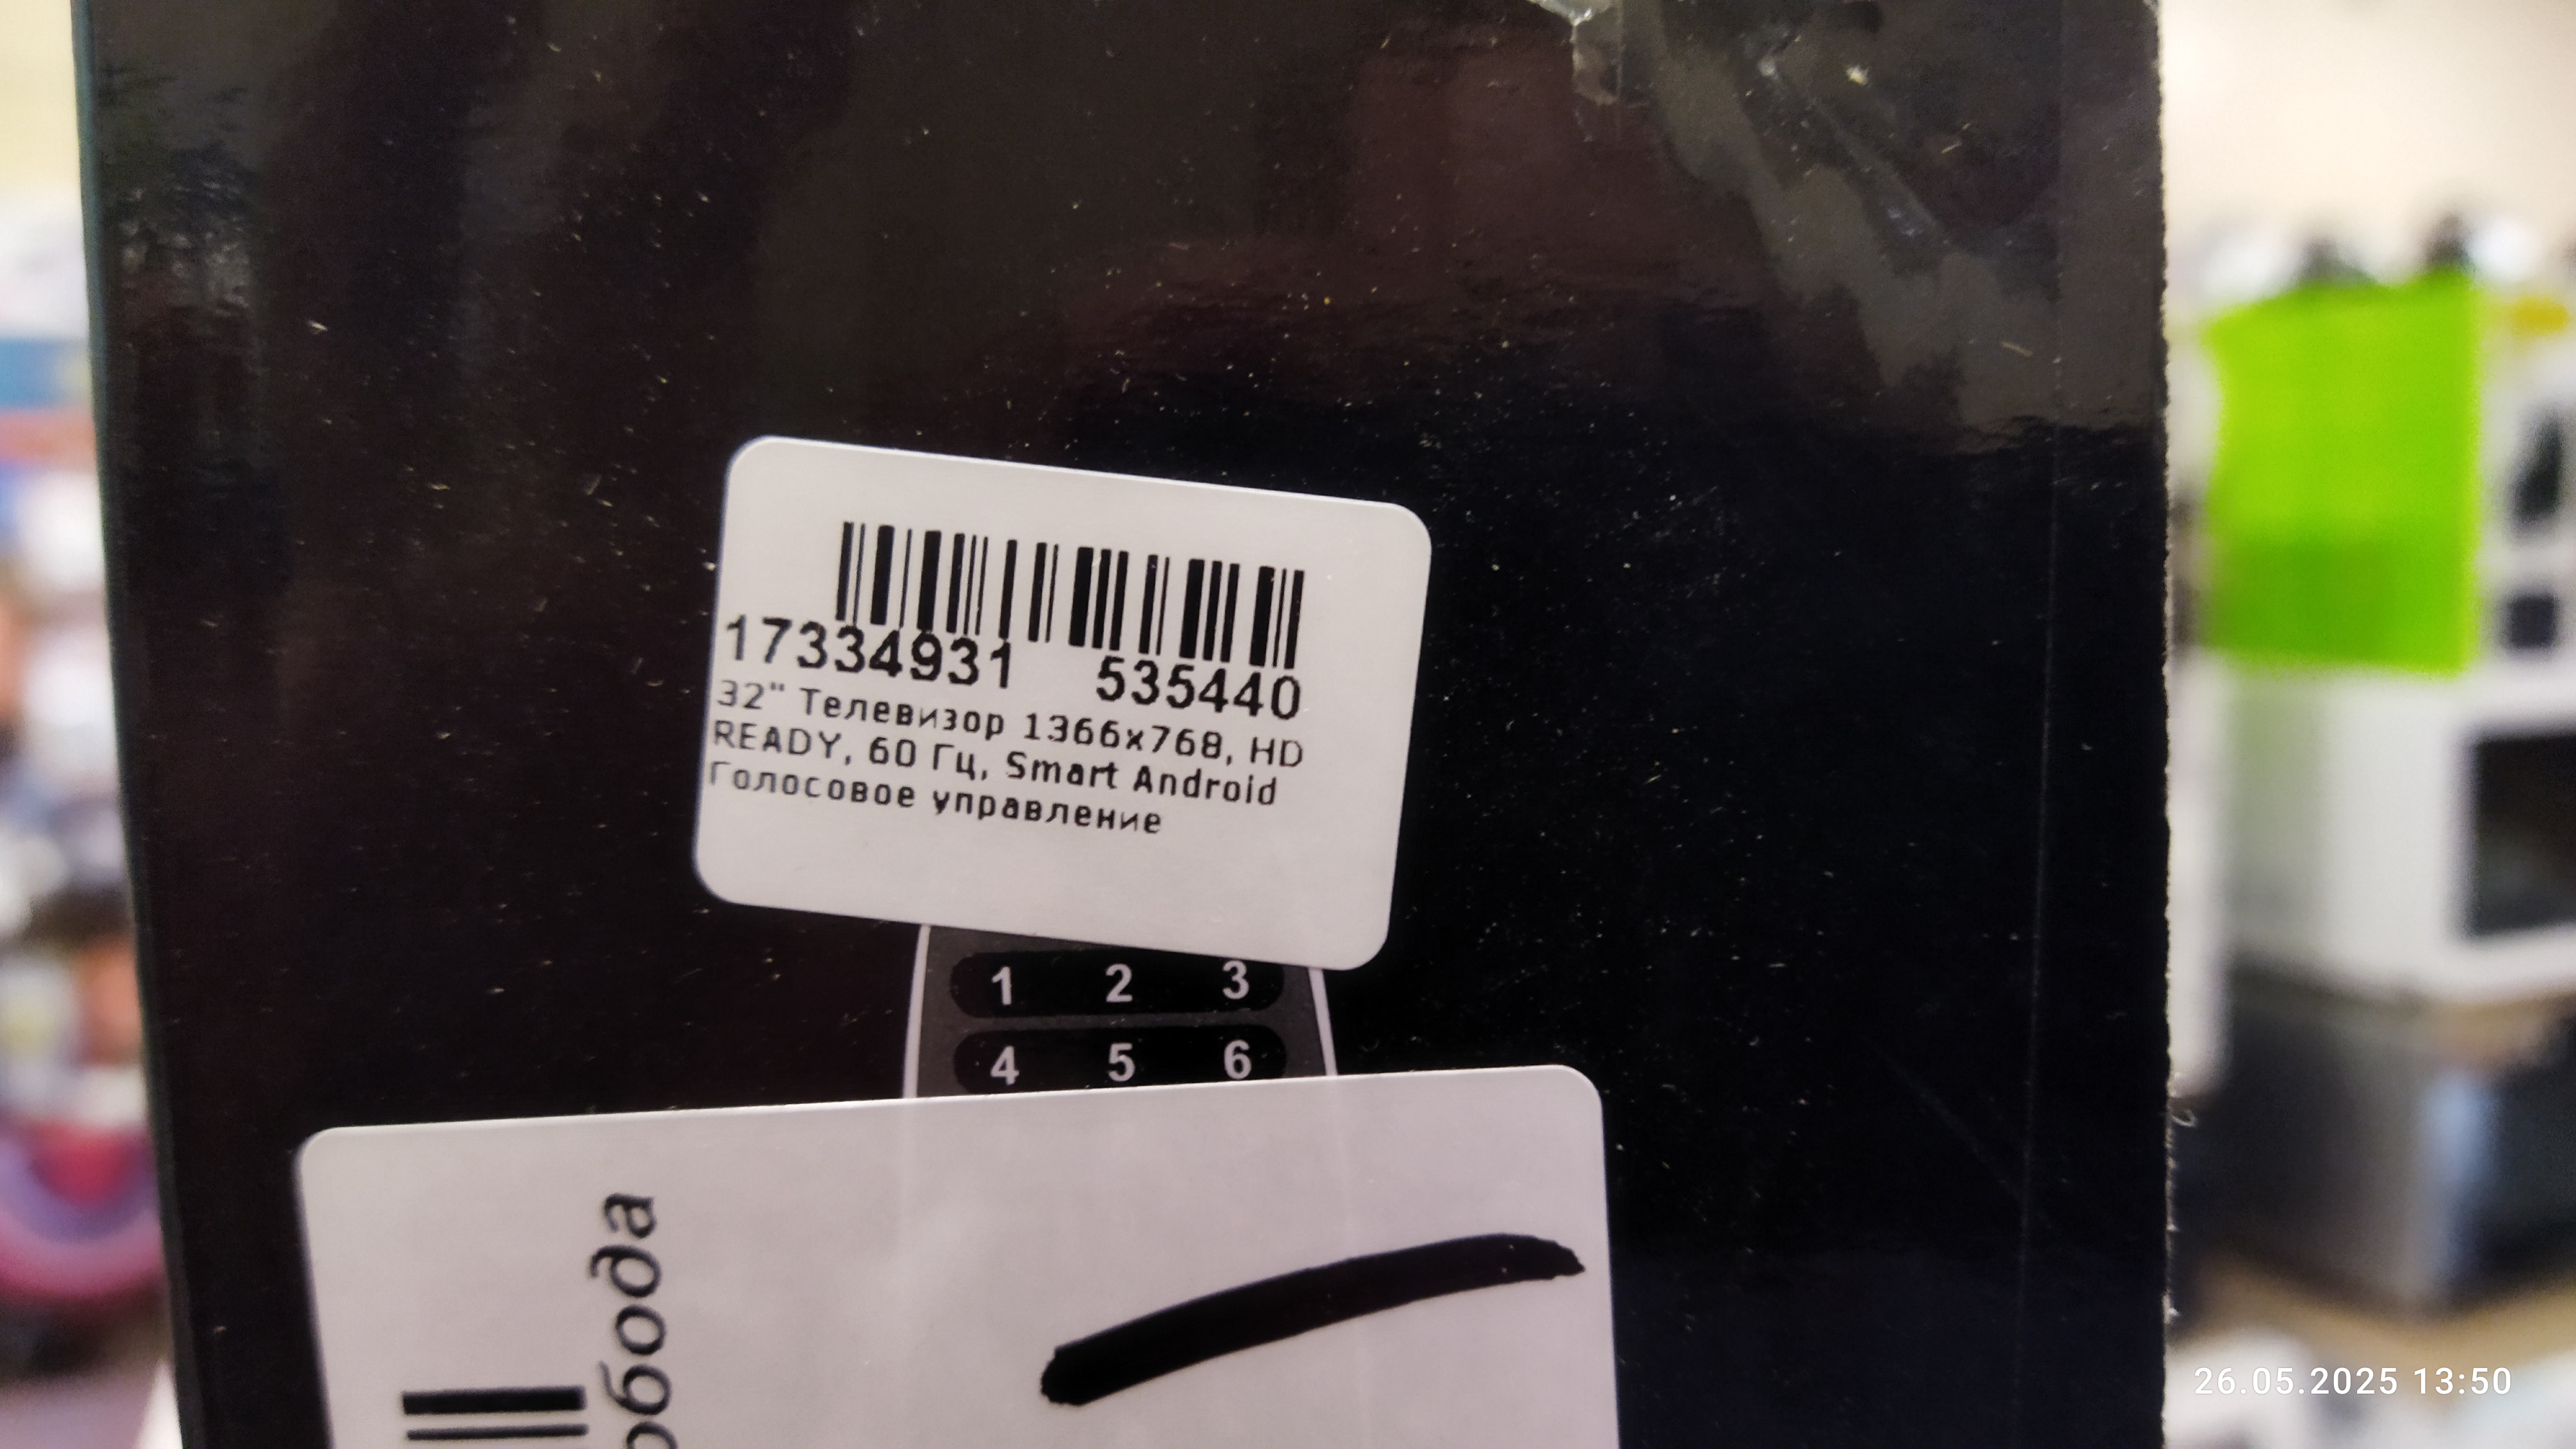 17334931 535440
32" Телевизор 1366x768, HD
READY, 60 Гц, Smart Android
Голосовое управление
1 2 3
4 5 6
26.05.2025 13:50